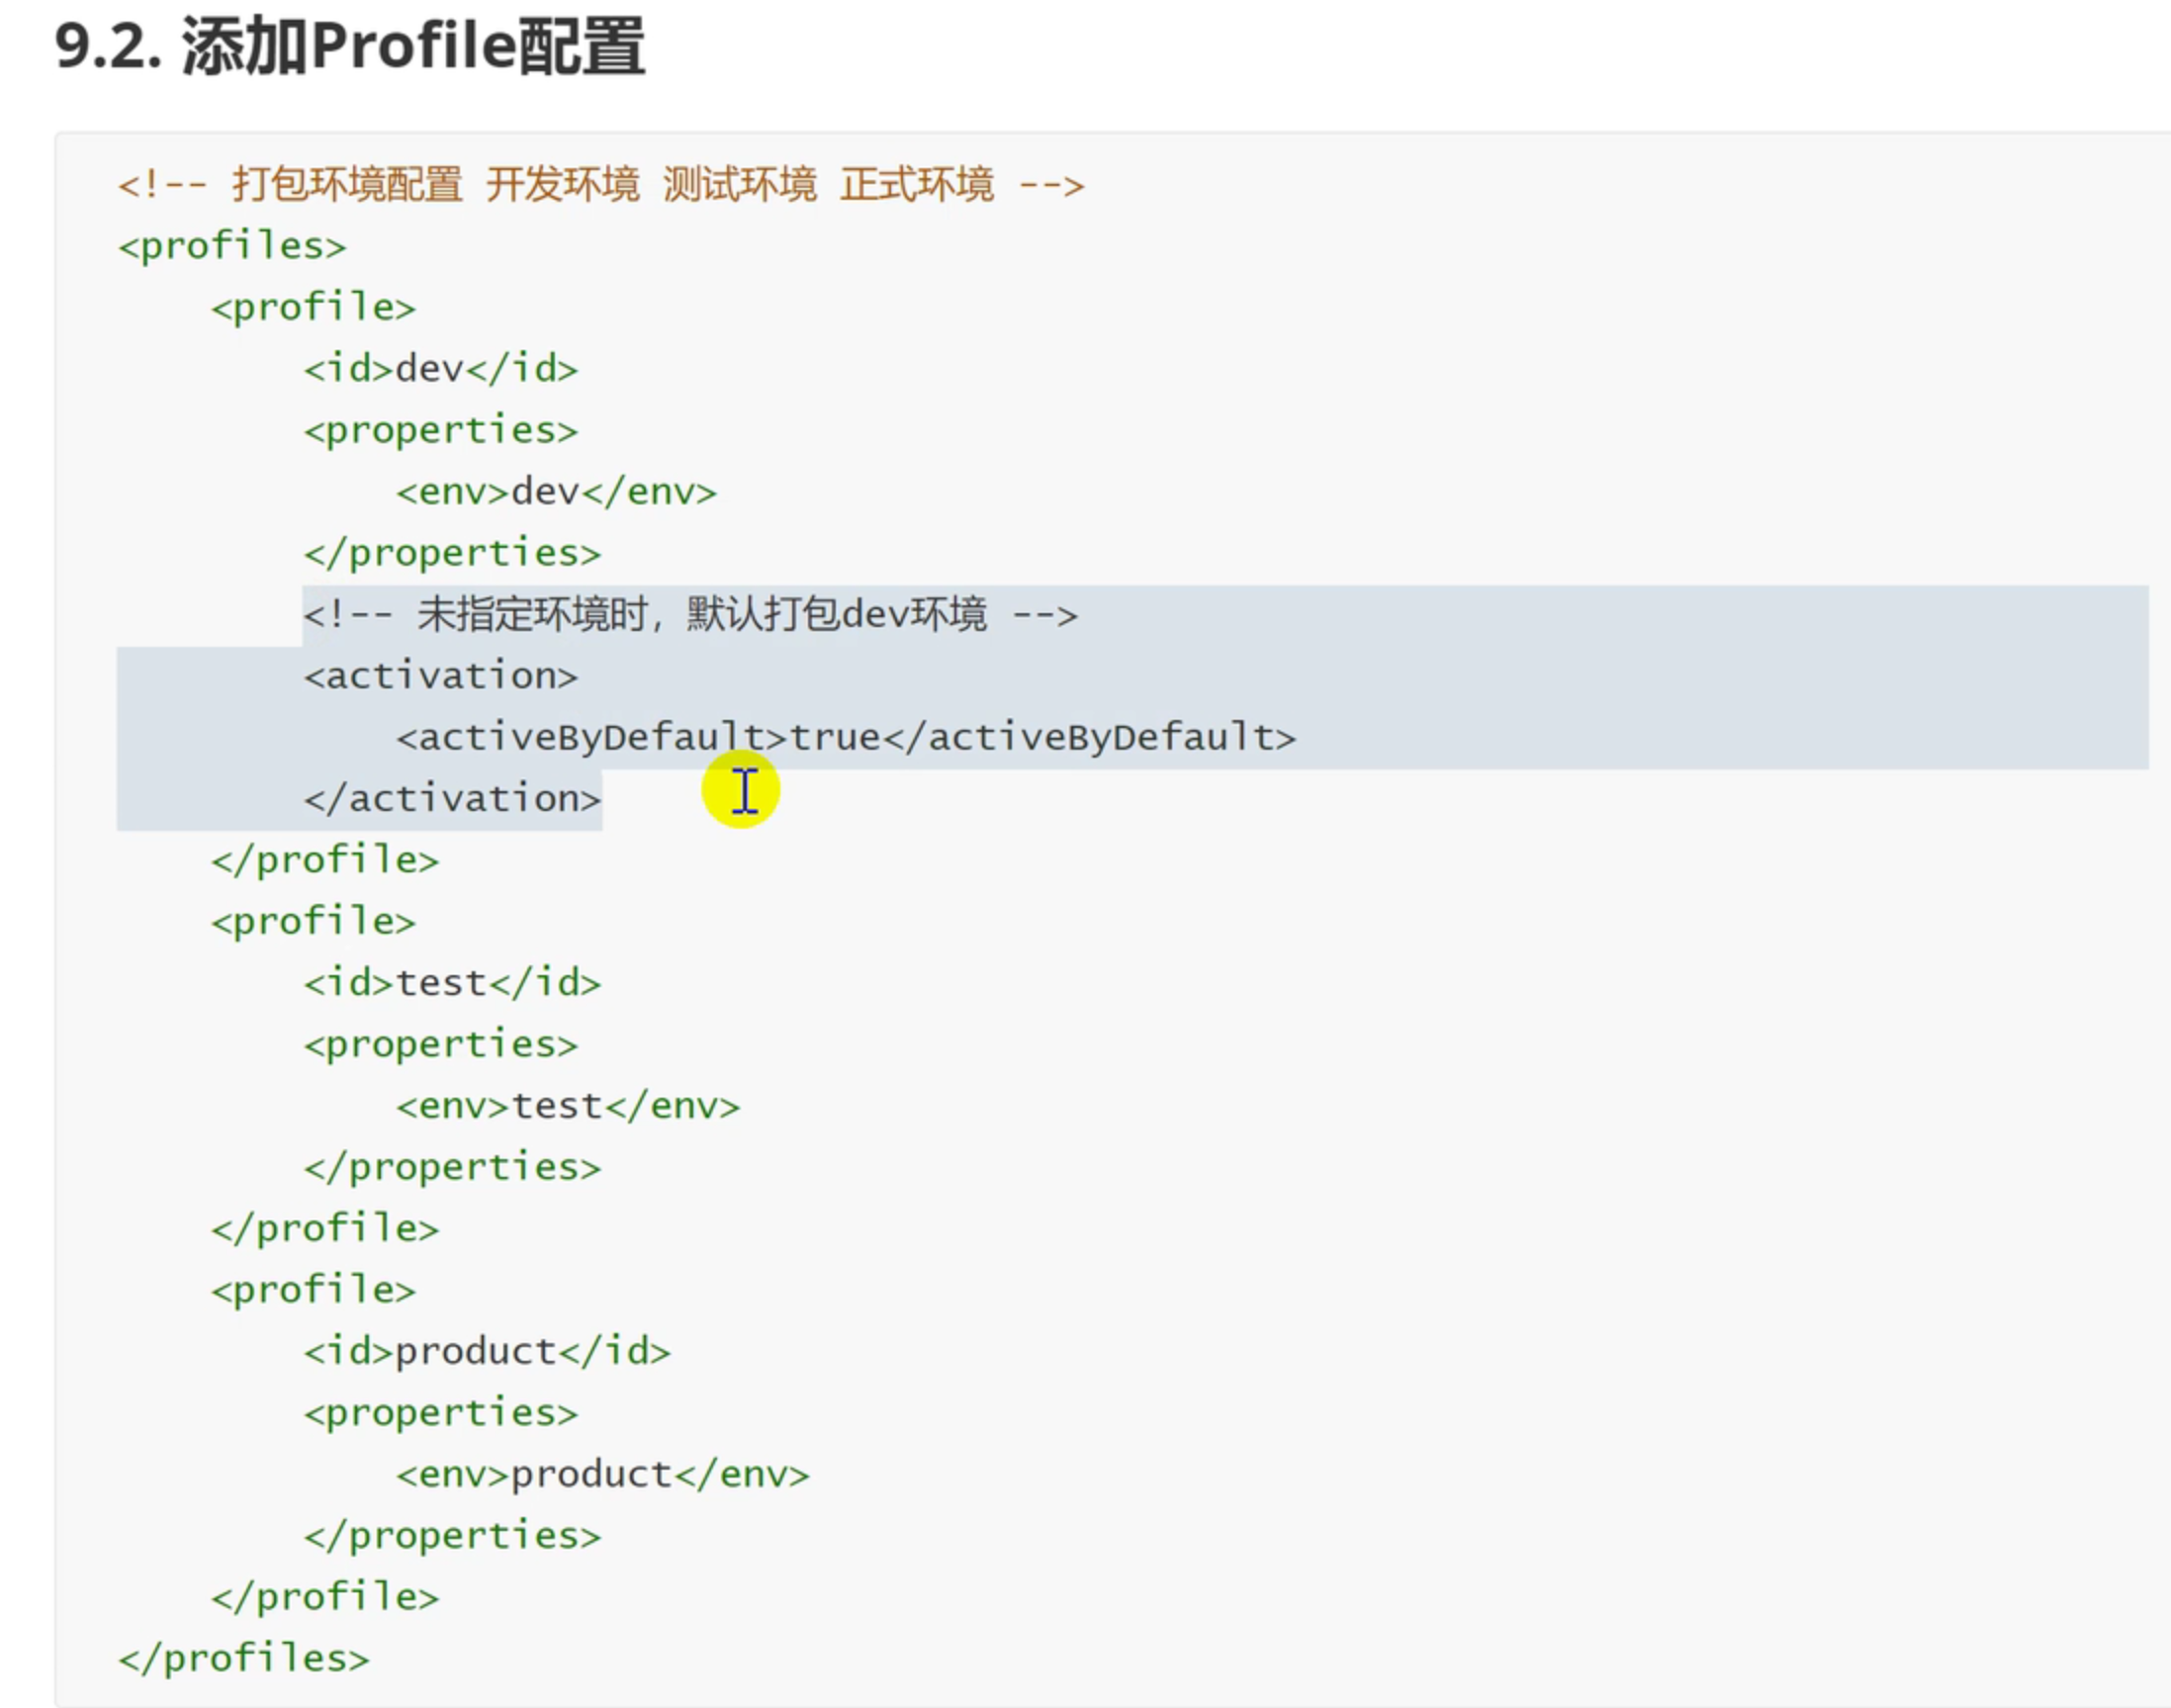 9.2. 添加Profile配置
<!-- 打包环境配置 开发环境 测试环境 正式环境 -->
<profiles>
    <profile>
        <id>dev</id>
        <properties>
            <env>dev</env>
        </properties>
        <!-- 未指定环境时，默认打包dev环境 -->
        <activation>
            <activeByDefault>true</activeByDefault>
        </activation>
    </profile>
    <profile>
        <id>test</id>
        <properties>
            <env>test</env>
        </properties>
    </profile>
    <profile>
        <id>product</id>
        <properties>
            <env>product</env>
        </properties>
    </profile>
</profiles>